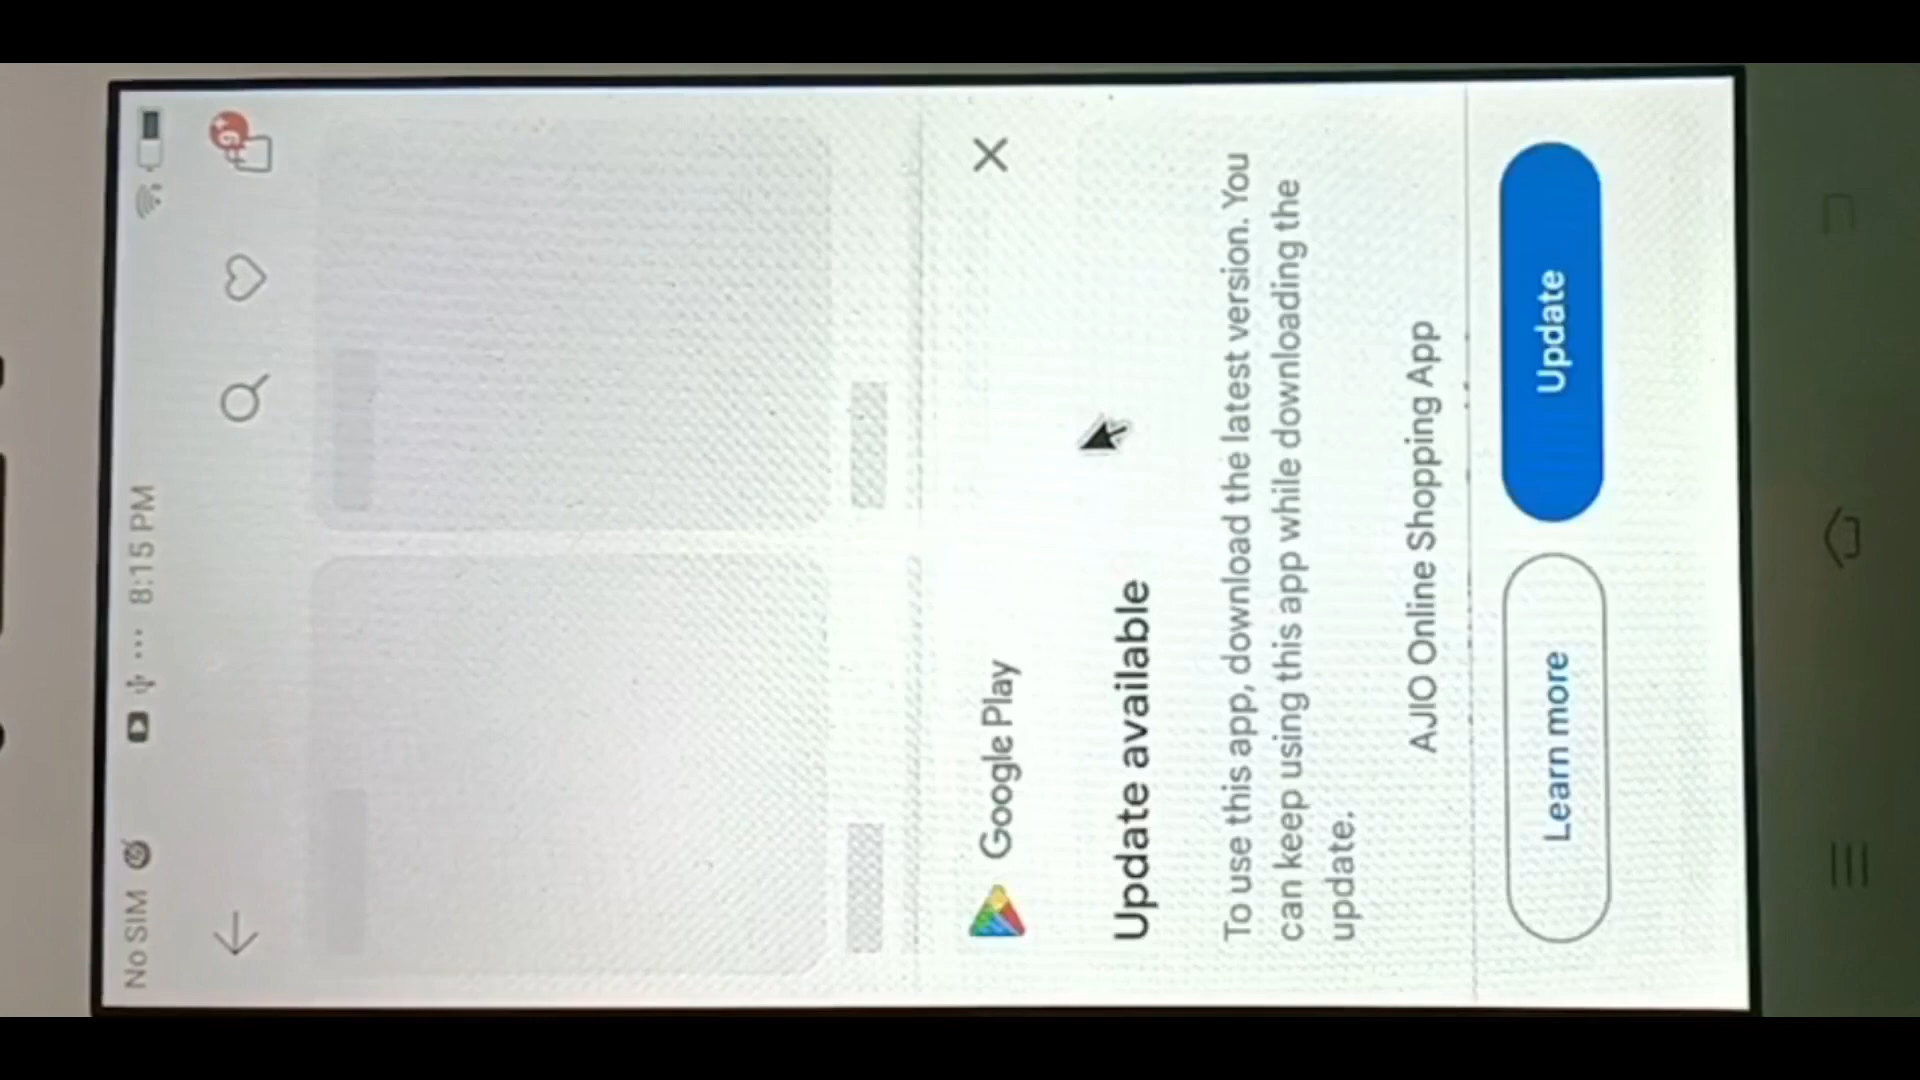 No SIM ... 8:15 PM
9+
Google Play
Update available
To use this app, download the latest version. You
can keep using this app while downloading the
update.
AJIO Online Shopping App
Learn more Update